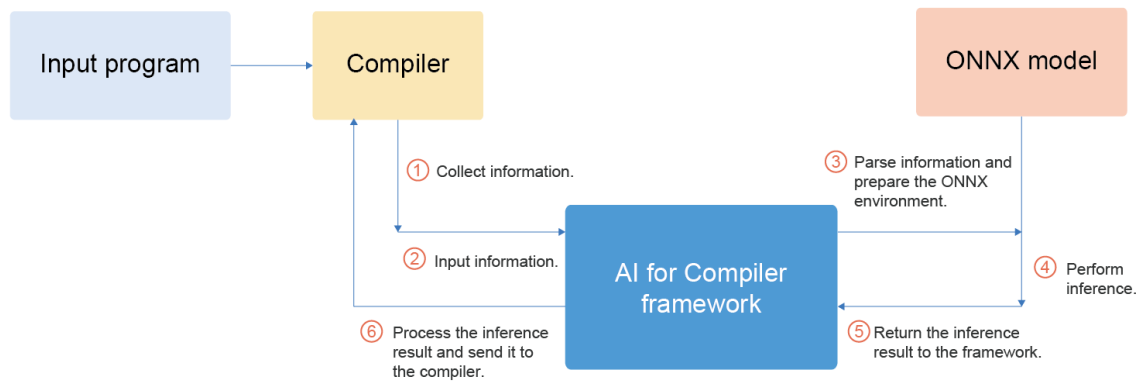 Input program
Compiler
ONNX model
① Collect information.
② Input information.
③ Parse information and
prepare the ONNX
environment.
AI for Compiler
framework
④ Perform
inference.
⑤ Return the inference
result to the framework.
⑥ Process the inference
result and send it to
the compiler.